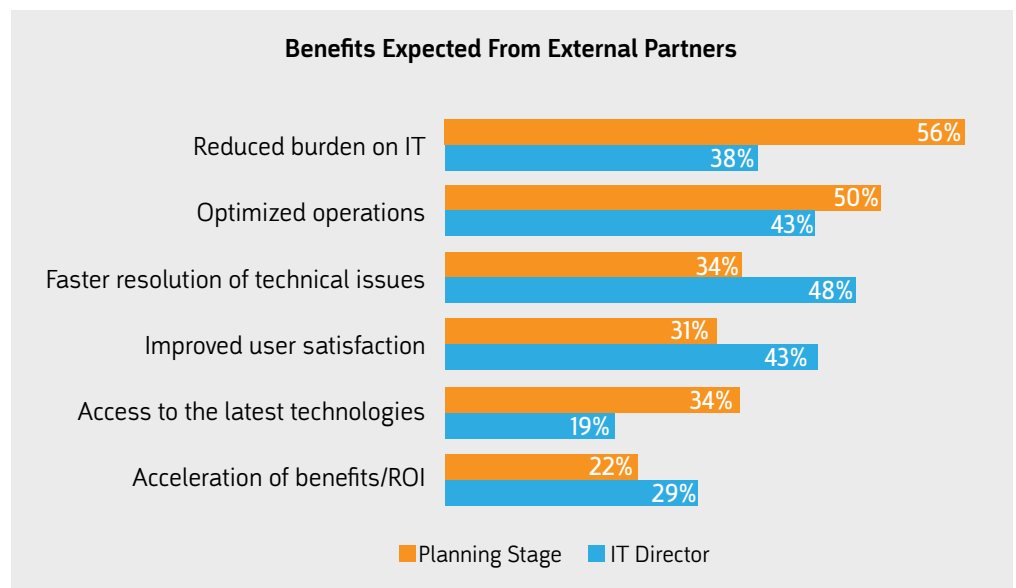 Benefits Expected From External Partners
Reduced burden on IT
56%
38%
Optimized operations
50%
43%
Faster resolution of technical issues
34%
48%
Improved user satisfaction
31%
43%
Access to the latest technologies
34%
19%
Acceleration of benefits/ROI
22%
29%
Planning Stage
IT Director